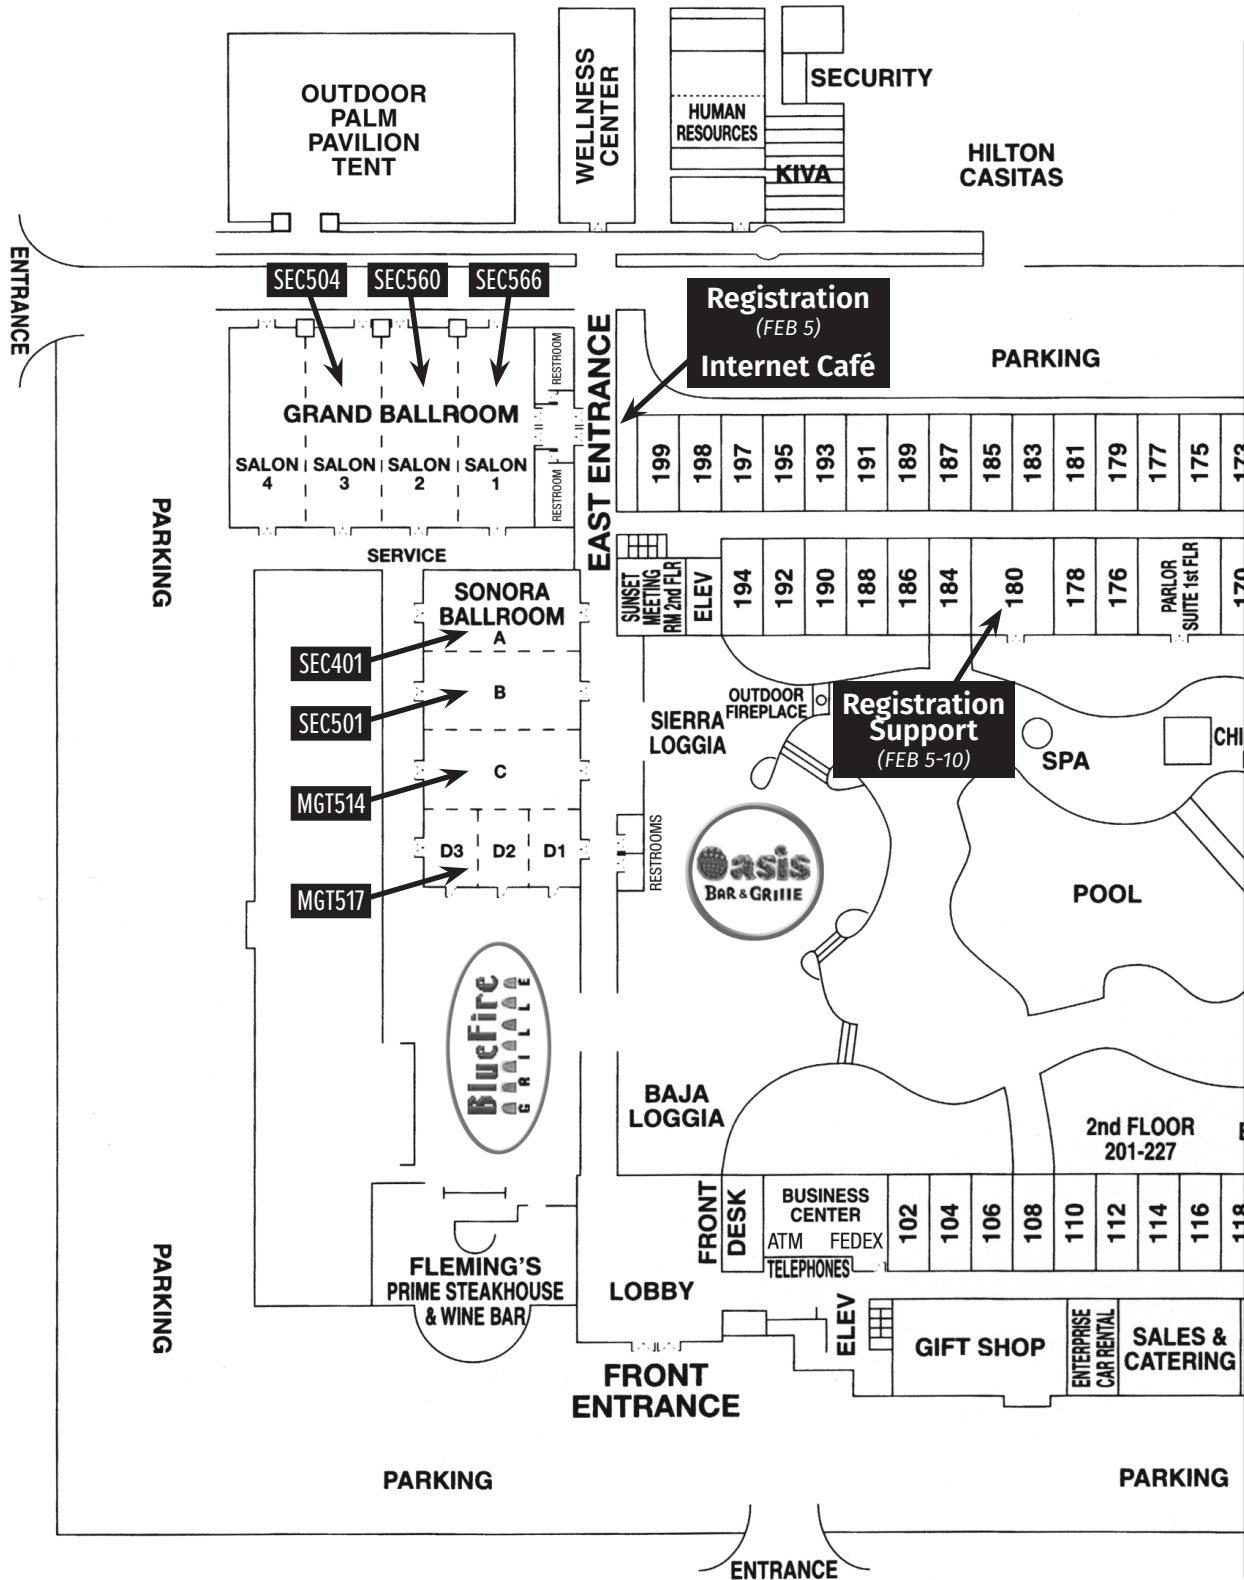 OUTDOOR
PALM
PAVILION
TENT
WELLNESS
CENTER
HUMAN
RESOURCES
SECURITY
KIVA
HILTON
CASITAS
ENTRANCE
SEC504
SEC560
SEC566
Registration
(FEB 5)
Internet Café
PARKING
RESTROOM
EAST ENTRANCE
GRAND BALLROOM
SALON
4
SALON
3
SALON
2
SALON
1
RESTROOM
199
198
197
195
193
191
189
187
185
183
181
179
177
175
173
PARKING
SERVICE
SONORA
BALLROOM
A
B
C
D3
D2
D1
SEC401
SEC501
MGT514
MGT517
SUNSET
MEETING
RM 2nd FLR
ELEV
194
192
190
188
186
184
180
178
176
PARLOR
SUITE 1st FLR
170
OUTDOOR
FIREPLACE
SIERRA
LOGGIA
Registration
Support
(FEB 5-10)
SPA
CHI
RESTROOMS
Oasis
BAR & GRILLE
POOL
BlueFire
GRILLE
BAJA
LOGGIA
2nd FLOOR
201-227
FRONT
DESK
BUSINESS
CENTER
ATM FEDEX
TELEPHONES
102
104
106
108
110
112
114
116
118
PARKING
FLEMING'S
PRIME STEAKHOUSE
& WINE BAR
LOBBY
ELEV
GIFT SHOP
ENTERPRISE
CAR RENTAL
SALES &
CATERING
FRONT
ENTRANCE
PARKING
PARKING
ENTRANCE